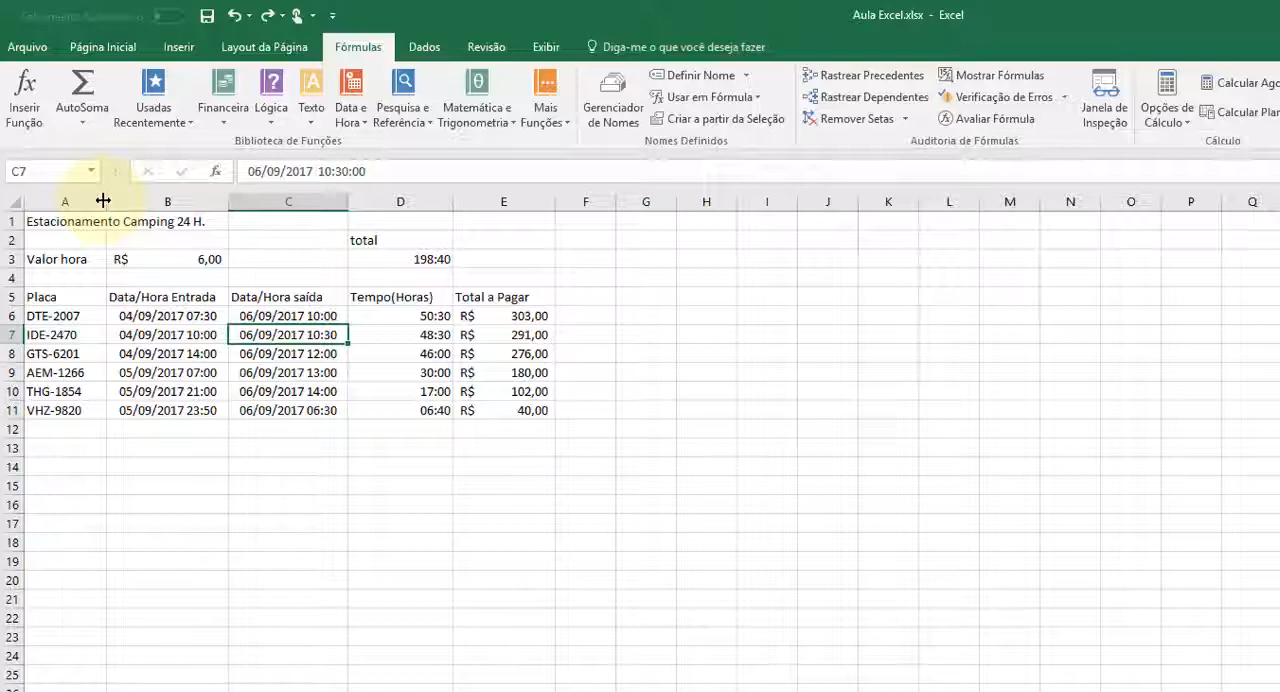 Aula Excel.xlsx - Excel
Arquivo Página Inicial Inserir Layout da Página Fórmulas Dados Revisão Exibir Diga-me o que você deseja fazer
fx Σ ? A θ
Inserir Função AutoSoma Usadas Recentemente Financeira Lógica Texto Data e Hora Pesquisa e Referência Matemática e Trigonometria Mais Funções
Biblioteca de Funções
Gerenciador de Nomes Definir Nome Usar em Fórmula Criar a partir da Seleção
Nomes Definidos
Rastrear Precedentes Rastrear Dependentes Remover Setas Mostrar Fórmulas Verificação de Erros Avaliar Fórmula
Auditoria de Fórmulas
Janela de Inspeção
Opções de Cálculo Calcular Calcular
Cálculo
C7 fx 06/09/2017 10:30:00
A B C D E F G H I J K L M N O P Q
1 Estacionamento Camping 24 H.
2 total
3 Valor hora R$ 6,00 198:40
4
5 Placa Data/Hora Entrada Data/Hora saída Tempo(Horas) Total a Pagar
6 DTE-2007 04/09/2017 07:30 06/09/2017 10:00 50:30 R$ 303,00
7 IDE-2470 04/09/2017 10:00 06/09/2017 10:30 48:30 R$ 291,00
8 GTS-6201 04/09/2017 14:00 06/09/2017 12:00 46:00 R$ 276,00
9 AEM-1266 05/09/2017 07:00 06/09/2017 13:00 30:00 R$ 180,00
10 THG-1854 05/09/2017 21:00 06/09/2017 14:00 17:00 R$ 102,00
11 VHZ-9820 05/09/2017 23:50 06/09/2017 06:30 06:40 R$ 40,00
12
13
14
15
16
17
18
19
20
21
22
23
24
25